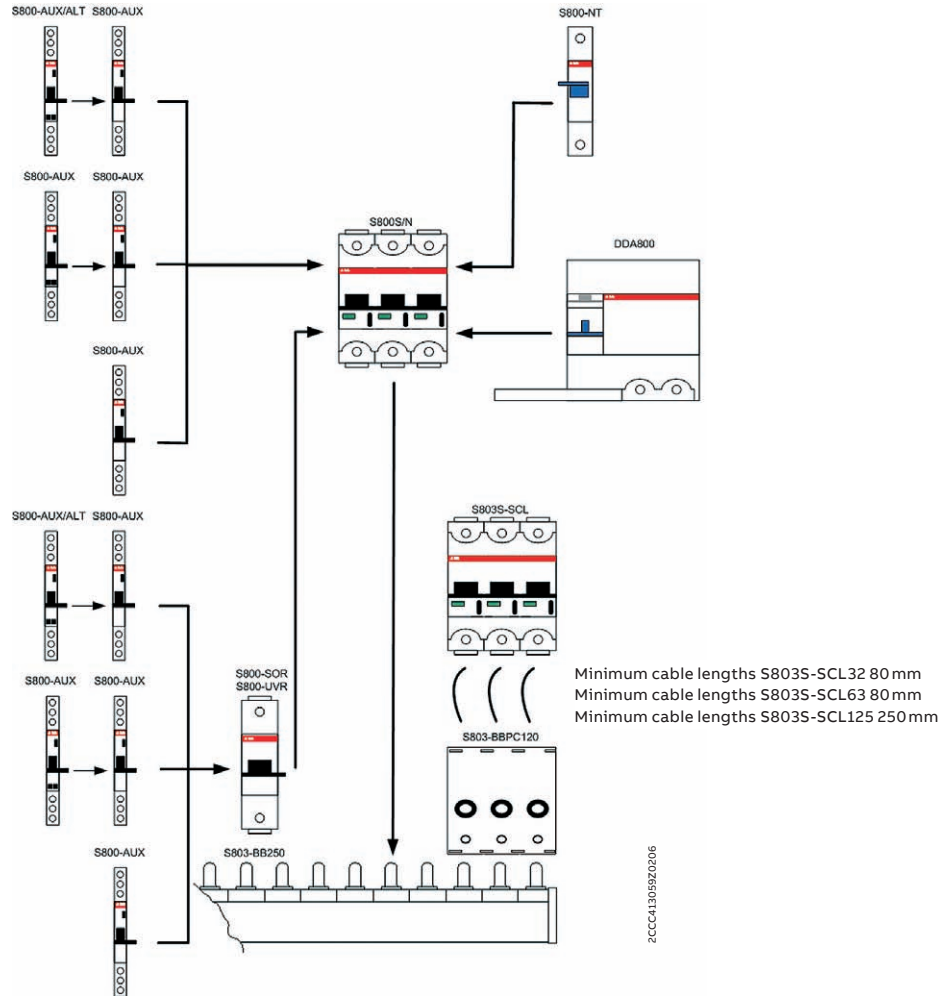 S800-AUX/ALT S800-AUX
S800-NT
S800-AUX S800-AUX
S800S/N
DDA800
S800-AUX
S800-AUX/ALT S800-AUX
S803S-SCL
S800-AUX S800-AUX
S800-SOR
S800-UVR
Minimum cable lengths S803S-SCL32 80 mm
Minimum cable lengths S803S-SCL63 80 mm
Minimum cable lengths S803S-SCL125 250 mm
S803-BBPC120
S800-AUX
S803-BB250
2CCC413059Z0206